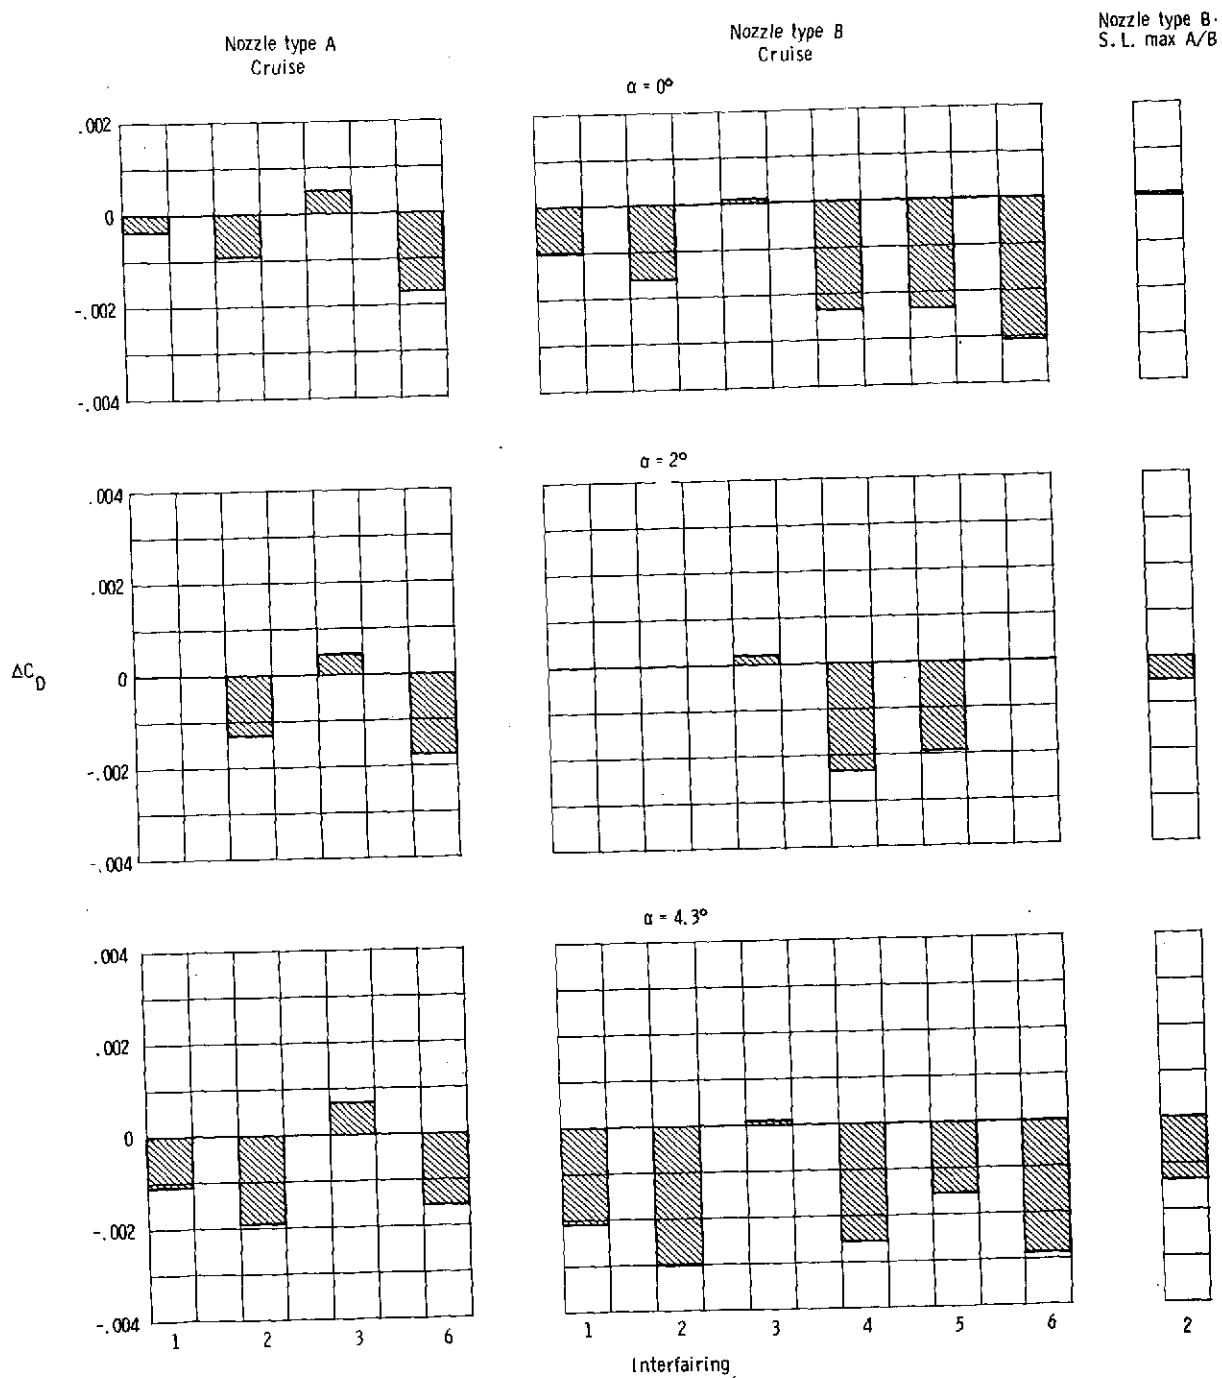 Nozzle type A
Cruise
Nozzle type B
Cruise
Nozzle type B
S. L. max A/B
α = 0°
.002
0
-.002
-.004
α = 2°
.004
.002
0
-.002
-.004
ΔC_D
α = 4.3°
.004
.002
0
-.002
-.004
1 2 3 6
1 2 3 4 5 6
2
Interfairing